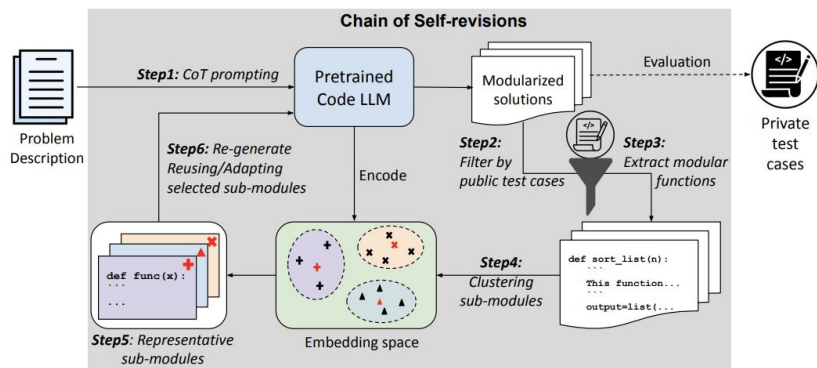 Chain of Self-revisions
Step1: CoT prompting
Pretrained
Code LLM
Modularized
solutions
Evaluation
</>
Private
test
cases
Problem
Description
Step6: Re-generate
Reusing/Adapting
selected sub-modules
Encode
Step2:
Filter by
public test cases
</>
Step3:
Extract modular
functions
def func(x):
```
...
Step5: Representative
sub-modules
Embedding space
Step4:
Clustering
sub-modules
def sort_list(n):
```
This function...
```
output=list(...